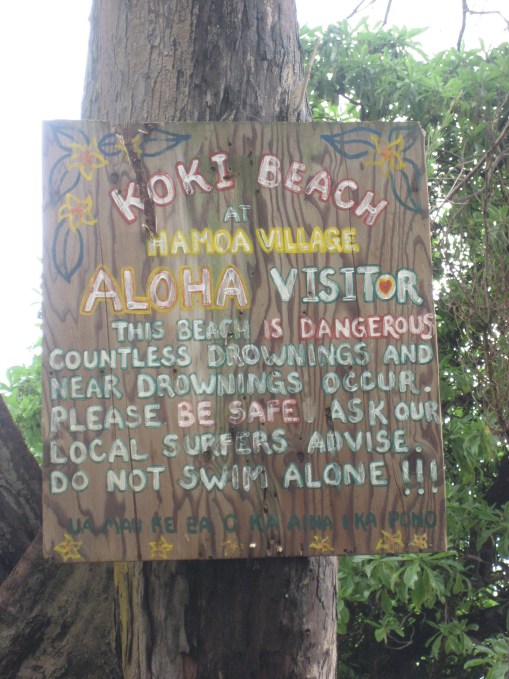 KOKI BEACH
AT
HAMOA VILLAGE
ALOHA VISITOR
THIS BEACH IS DANGEROUS
COUNTLESS DROWNINGS AND
NEAR DROWNINGS OCCUR.
PLEASE BE SAFE, ASK OUR
LOCAL SURFERS ADVISE.
DO NOT SWIM ALONE !!!
UA MAU KE EA O KA AINA I KA PONO